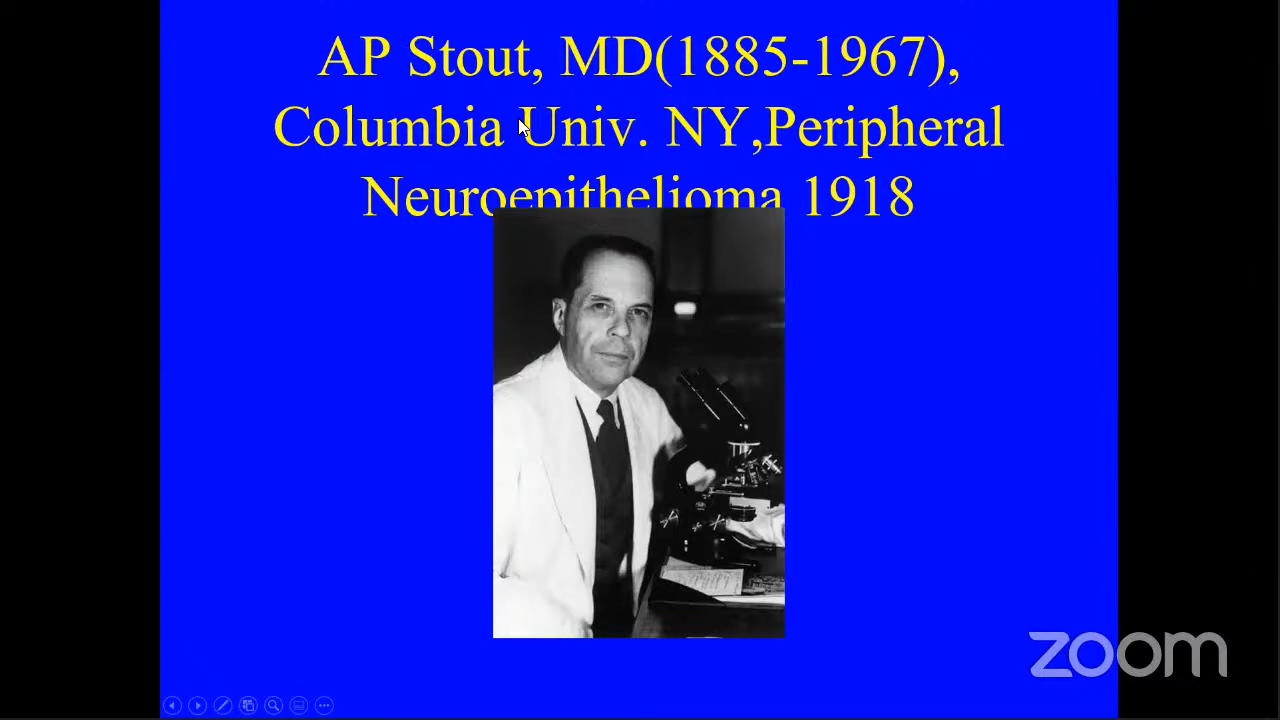 AP Stout, MD(1885-1967),
Columbia Univ. NY,Peripheral
Neuroepithelioma 1918
zoom